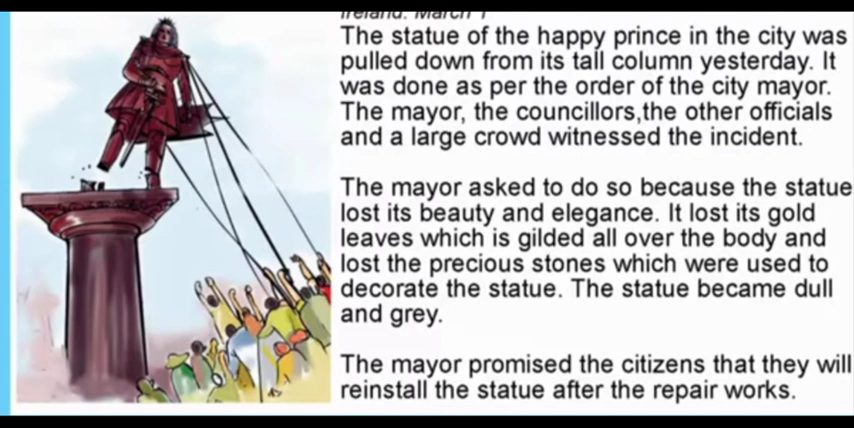 Ireland: March 1
The statue of the happy prince in the city was
pulled down from its tall column yesterday. It
was done as per the order of the city mayor.
The mayor, the councillors,the other officials
and a large crowd witnessed the incident.
The mayor asked to do so because the statue
lost its beauty and elegance. It lost its gold
leaves which is gilded all over the body and
lost the precious stones which were used to
decorate the statue. The statue became dull
and grey.
The mayor promised the citizens that they will
reinstall the statue after the repair works.